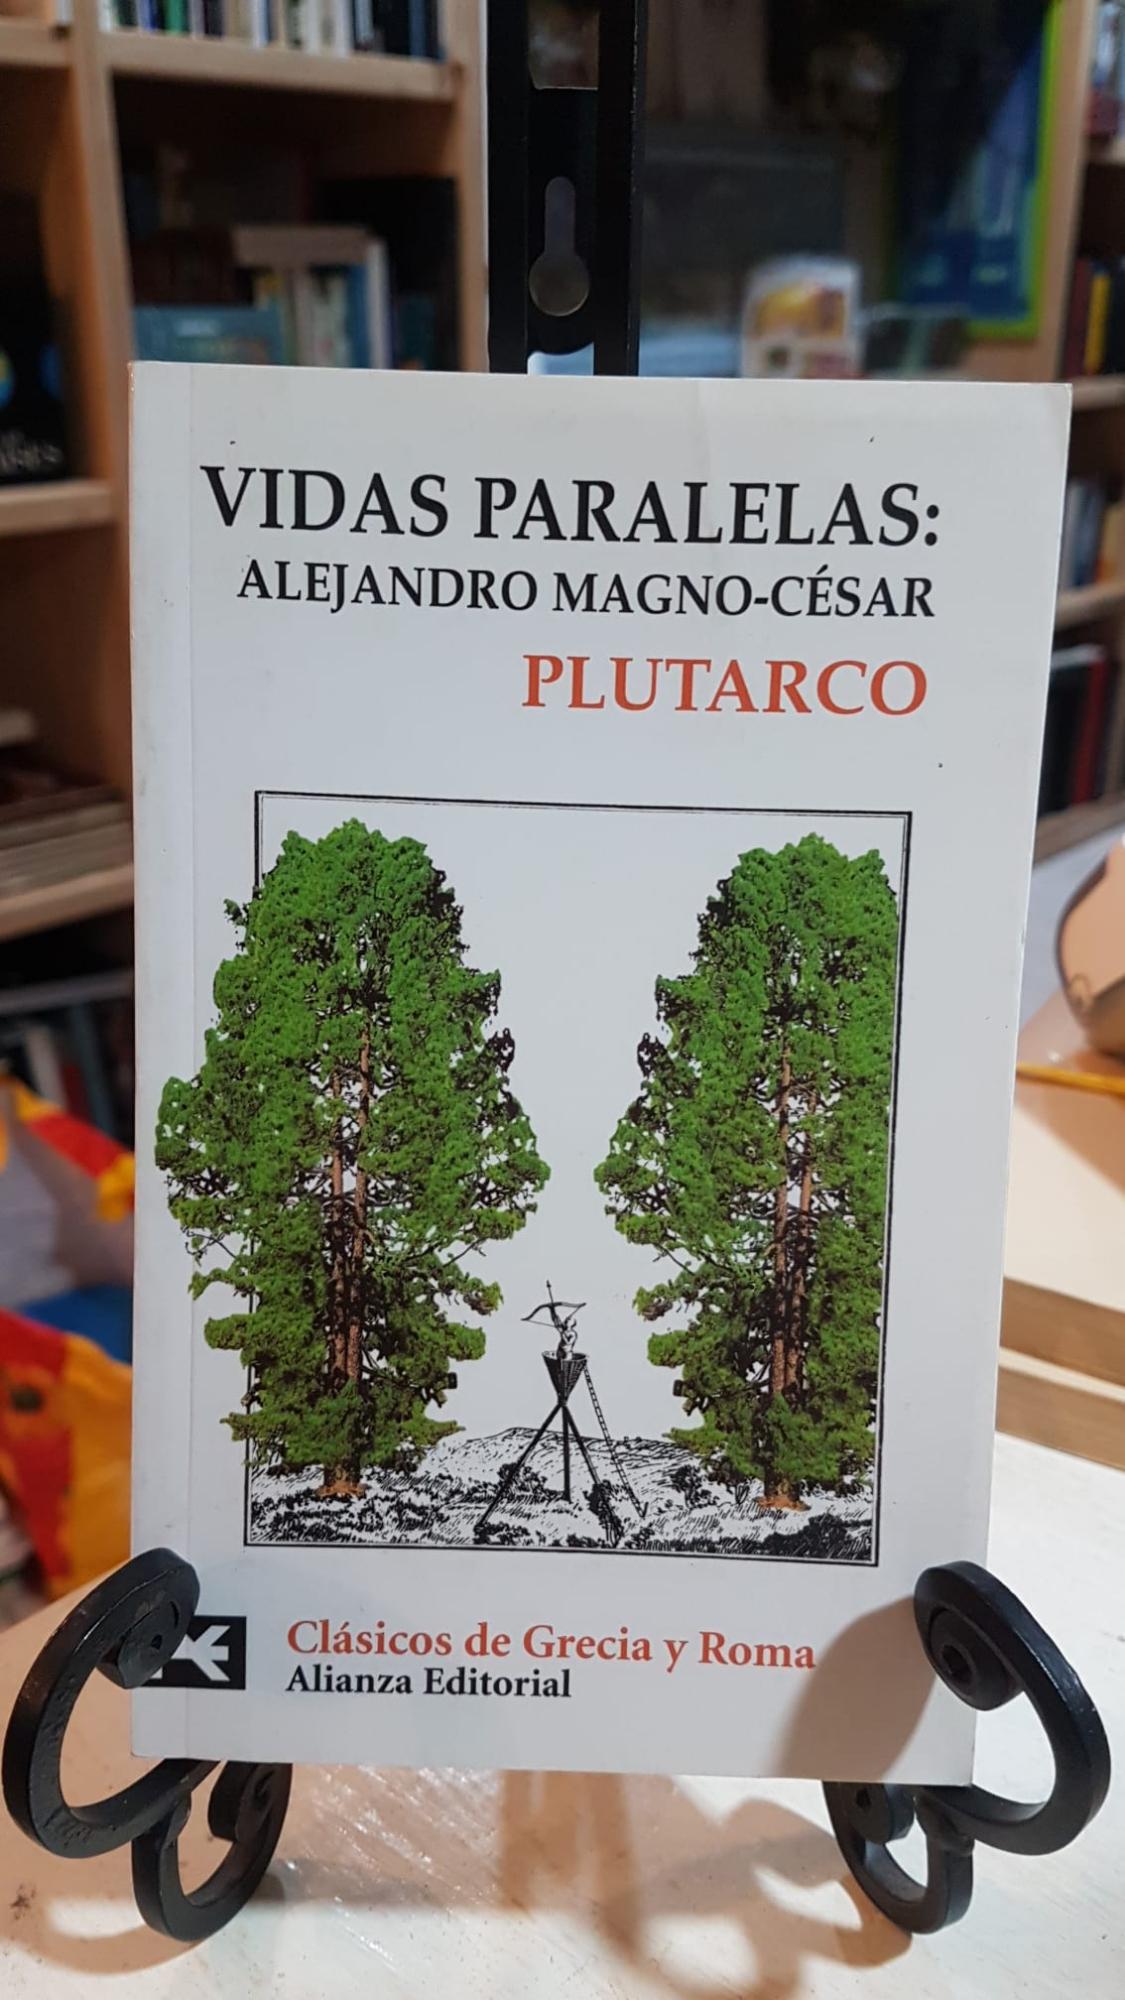 VIDAS PARALELAS:
ALEJANDRO MAGNO-CÉSAR
PLUTARCO
Clásicos de Grecia y Roma
Alianza Editorial